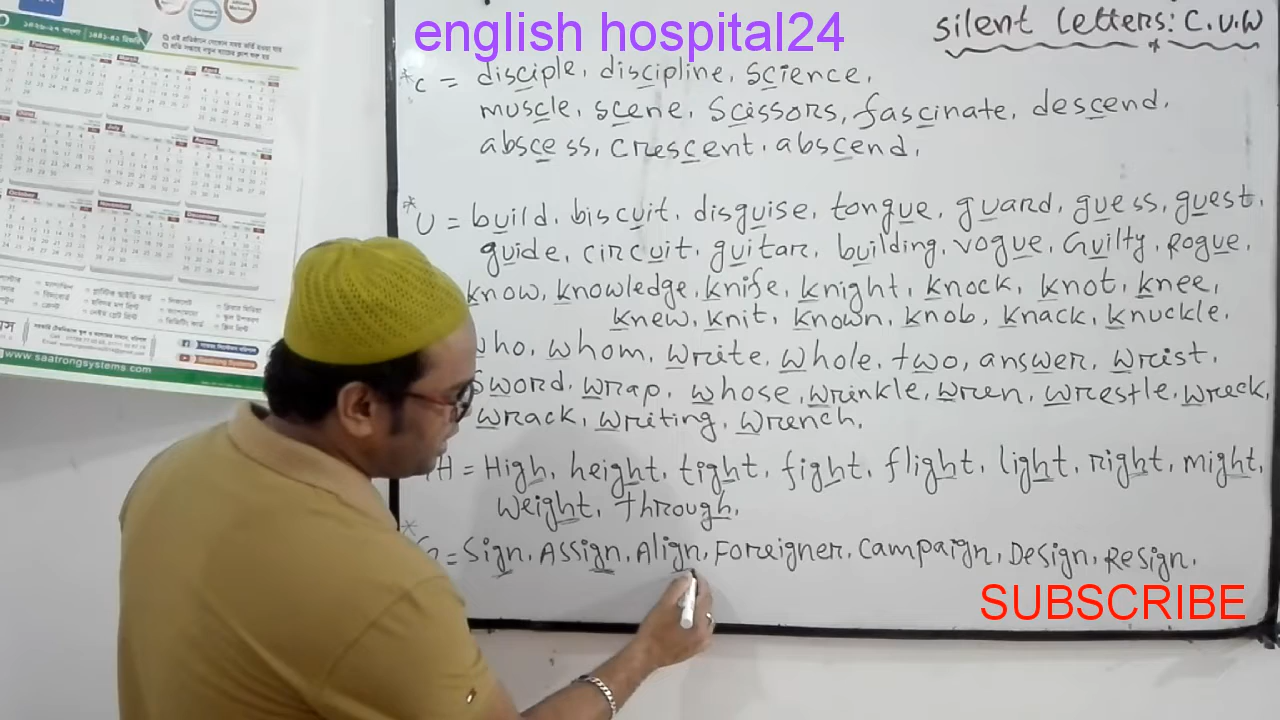 english hospital24
silent Letters: C.U.W
*C = disciple, discipline, science,
muscle, scene, scissors, fascinate, descend,
abscess, crescent, abscend,
*U = build, biscuit, disguise, tongue, guard, guess, guest,
guide, circuit, guitar, building, vogue, Guilty, Rogue,
know, knowledge, knife, knight, knock, knot, knee,
knew, knit, known, knob, knack, knuckle.
who, whom, write, whole, two, answer, wrist,
sword, wrap, whose, wrinkle, wren, wrestle, wreck,
wrack, writing, wrench.
H = High, height, tight, fight, flight, light, right, might,
weight, through,
*
G = Sign, Assign, Align, Foreigner, Campaign, Design, Resign,
SUBSCRIBE
www.saatrongsystems.com